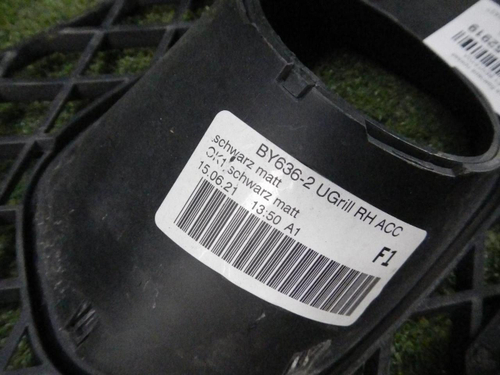 BY636-2 UGrill RH ACC
schwarz matt
OK1,schwarz matt
15.06.21 13:50 A1
F1